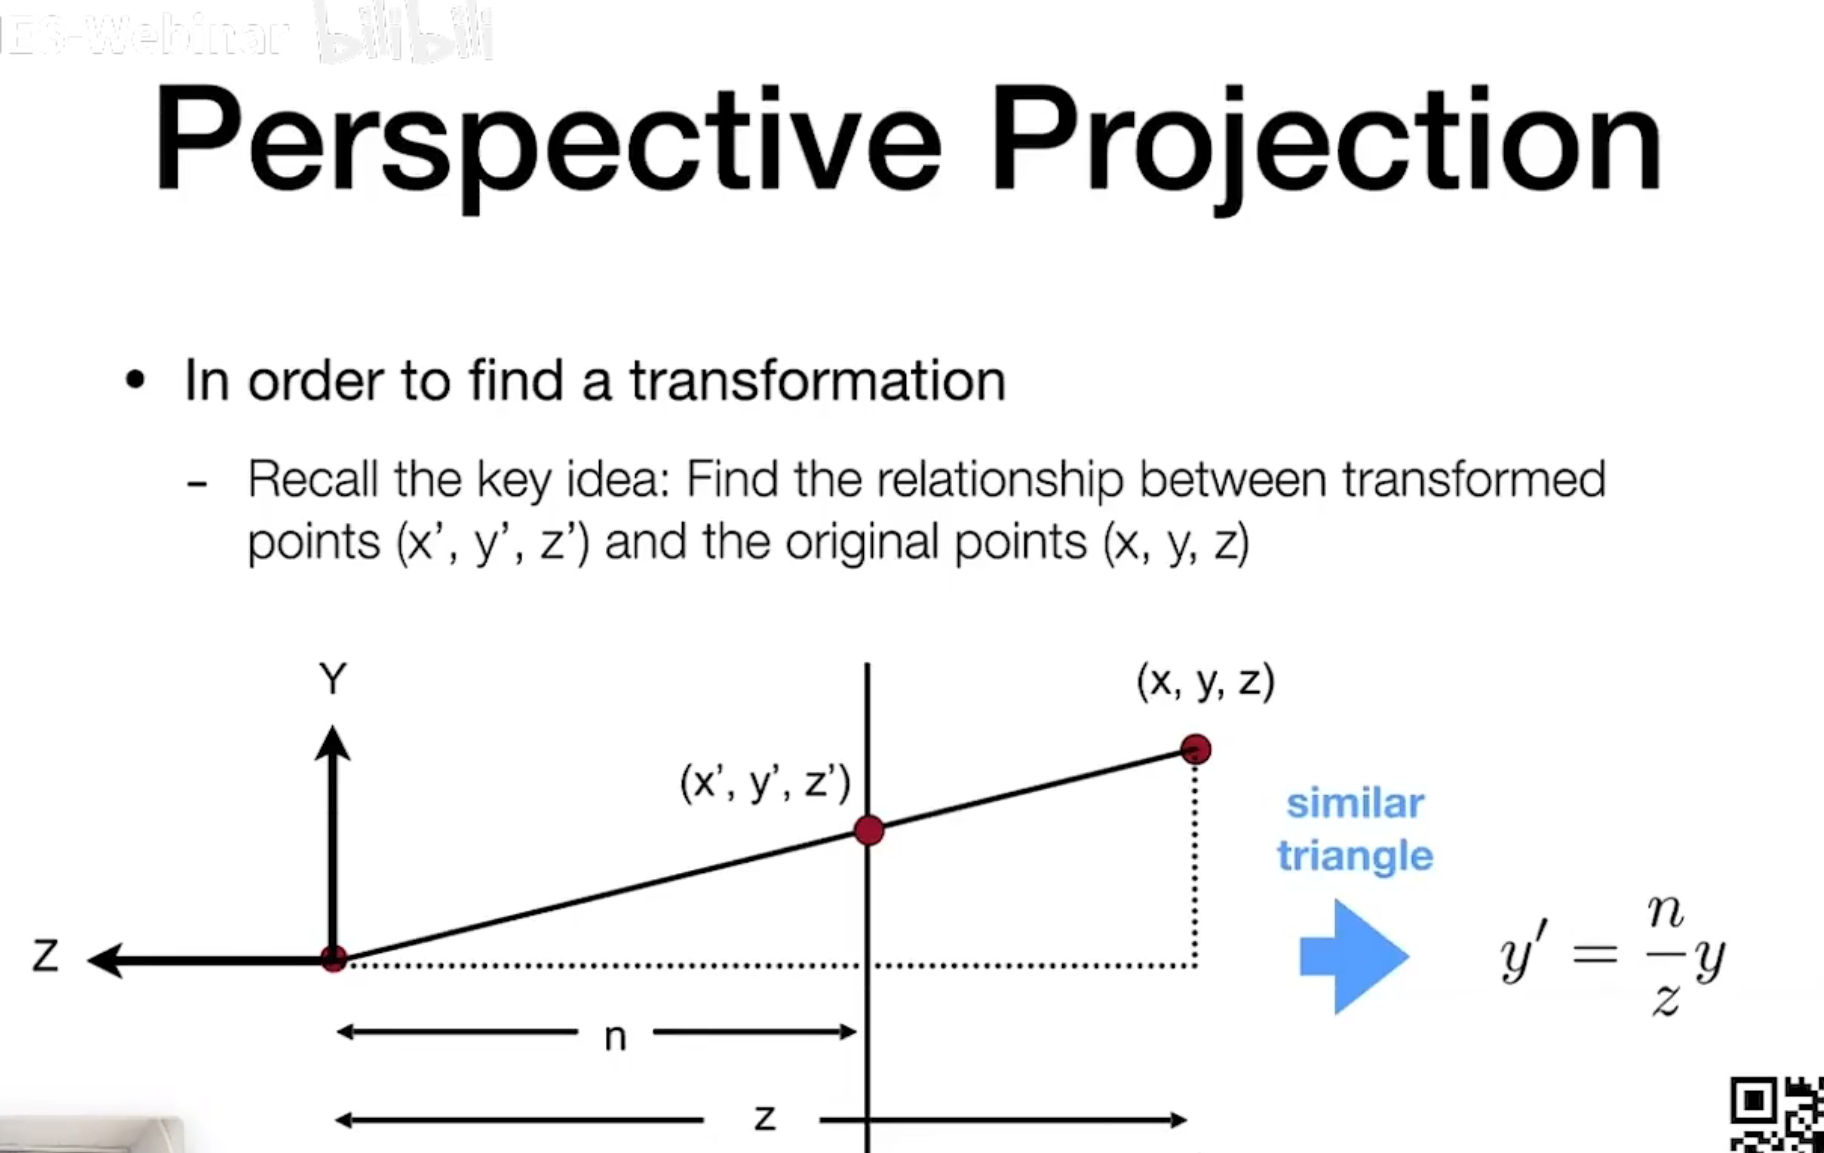 ES-Webinar bilibili
Perspective Projection
• In order to find a transformation
- Recall the key idea: Find the relationship between transformed
points (x’, y’, z’) and the original points (x, y, z)
Y
(x, y, z)
(x’, y’, z’)
similar
triangle
Z
y′ = n/z y
n
z